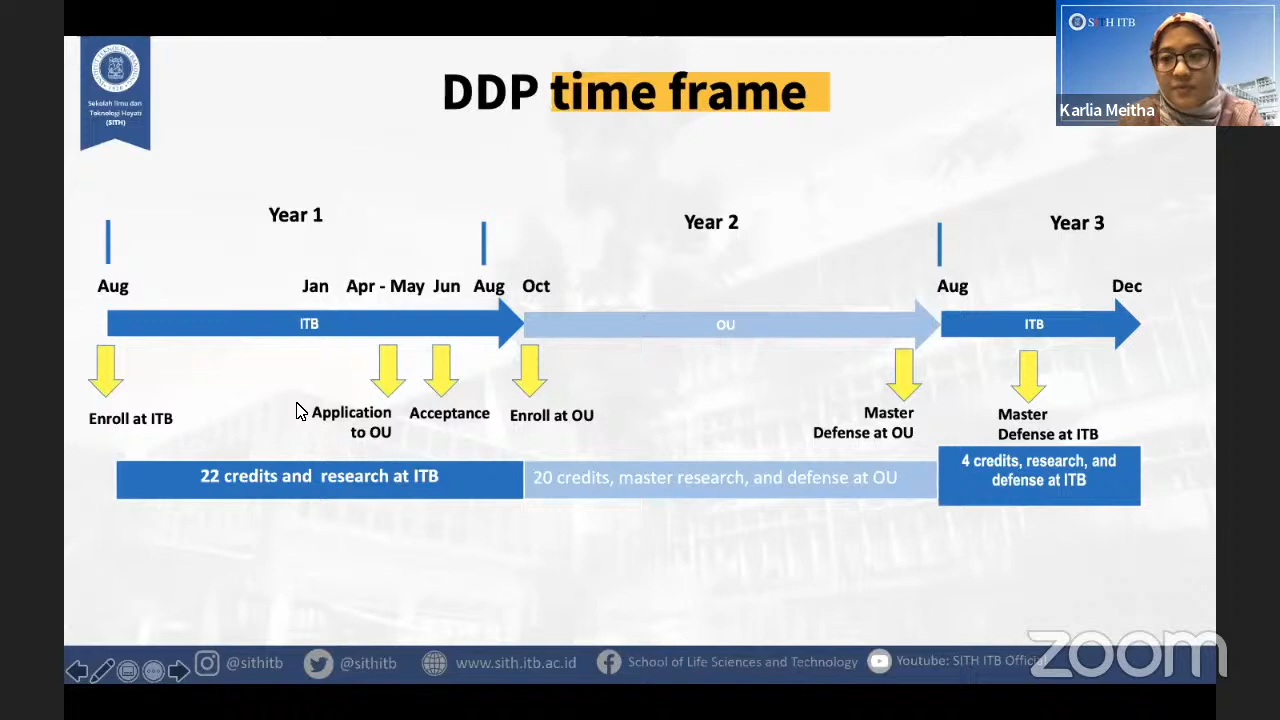 SITH ITB
Karlia Meitha
Sekolah Ilmu dan
Teknologi Hayati
(SITH)
DDP time frame
Year 1
Year 2
Year 3
Aug
Jan
Apr - May
Jun
Aug
Oct
Aug
Dec
ITB
OU
ITB
Enroll at ITB
Application
to OU
Acceptance
Enroll at OU
Master
Defense at OU
Master
Defense at ITB
22 credits and research at ITB
20 credits, master research, and defense at OU
4 credits, research, and
defense at ITB
@sithitb
@sithitb
www.sith.itb.ac.id
School of Life Sciences and Technology
Youtube: SITH ITB Official
zoom